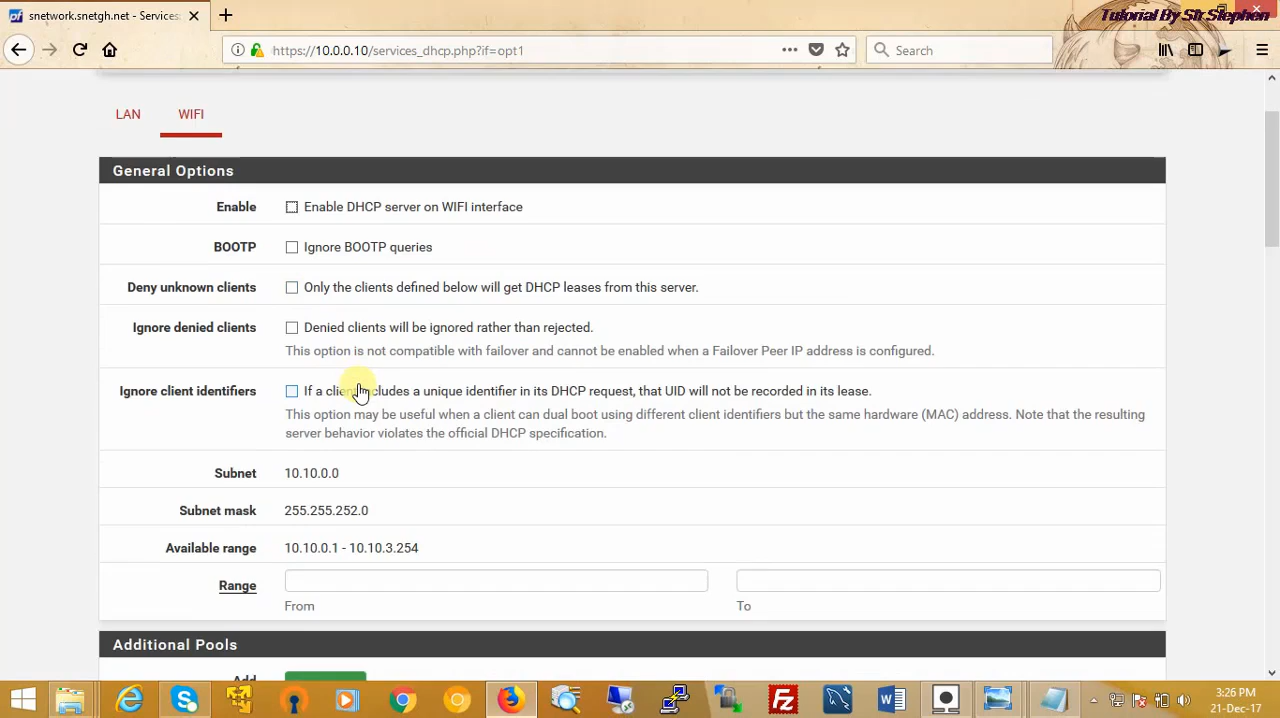 snetwork.snetgh.net - Services:
Tutorial By Sir Stephen
https://10.0.0.10/services_dhcp.php?if=opt1
Search
LAN
WIFI
General Options
Enable
Enable DHCP server on WIFI interface
BOOTP
Ignore BOOTP queries
Deny unknown clients
Only the clients defined below will get DHCP leases from this server.
Ignore denied clients
Denied clients will be ignored rather than rejected.
This option is not compatible with failover and cannot be enabled when a Failover Peer IP address is configured.
Ignore client identifiers
If a client includes a unique identifier in its DHCP request, that UID will not be recorded in its lease.
This option may be useful when a client can dual boot using different client identifiers but the same hardware (MAC) address. Note that the resulting
server behavior violates the official DHCP specification.
Subnet
10.10.0.0
Subnet mask
255.255.252.0
Available range
10.10.0.1 - 10.10.3.254
Range
From
To
Additional Pools
Add
3:26 PM
21-Dec-17